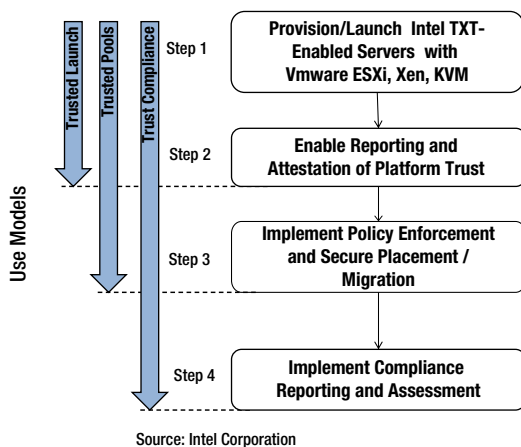 Use Models
Trusted Launch
Trusted Pools
Trust Compliance
Step 1
Provision/Launch Intel TXT-
Enabled Servers with
Vmware ESXi, Xen, KVM
Step 2
Enable Reporting and
Attestation of Platform Trust
Step 3
Implement Policy Enforcement
and Secure Placement /
Migration
Step 4
Implement Compliance
Reporting and Assessment
Source: Intel Corporation